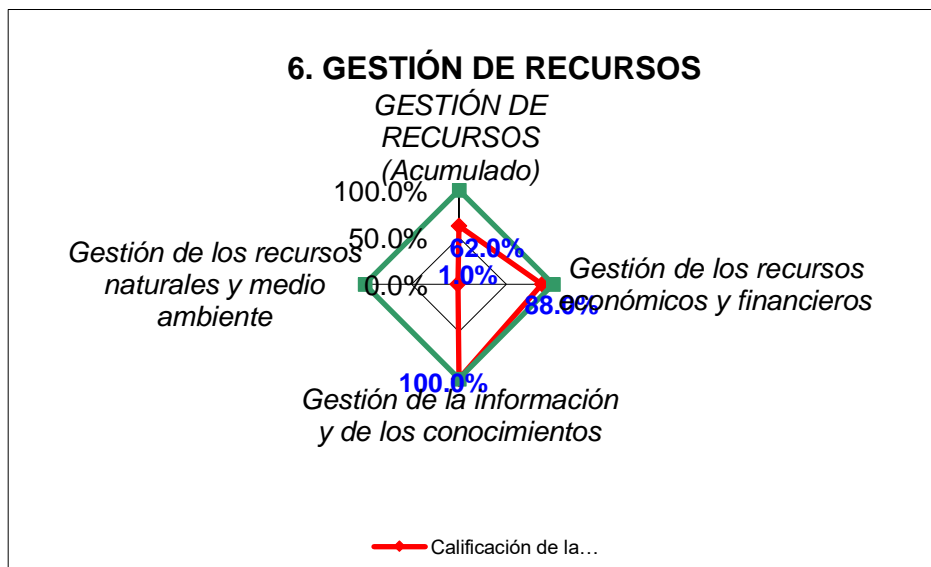 6. GESTIÓN DE RECURSOS
GESTIÓN DE
RECURSOS
(Acumulado)
100.0%
50.0%
0.0%
62.0%
1.0%
Gestión de los recursos
naturales y medio
ambiente
Gestión de los recursos
económicos y financieros
88.0%
100.0%
Gestión de la información
y de los conocimientos
Calificación de la…